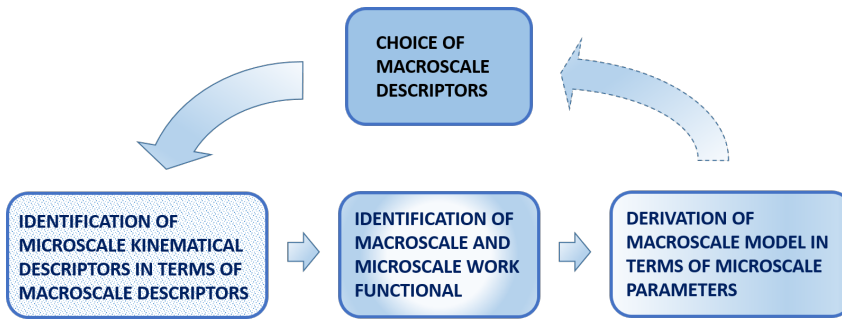 CHOICE OF
MACROSCALE
DESCRIPTORS
IDENTIFICATION OF
MICROSCALE KINEMATICAL
DESCRIPTORS IN TERMS OF
MACROSCALE DESCRIPTORS
IDENTIFICATION OF
MACROSCALE AND
MICROSCALE WORK
FUNCTIONAL
DERIVATION OF
MACROSCALE MODEL IN
TERMS OF MICROSCALE
PARAMETERS